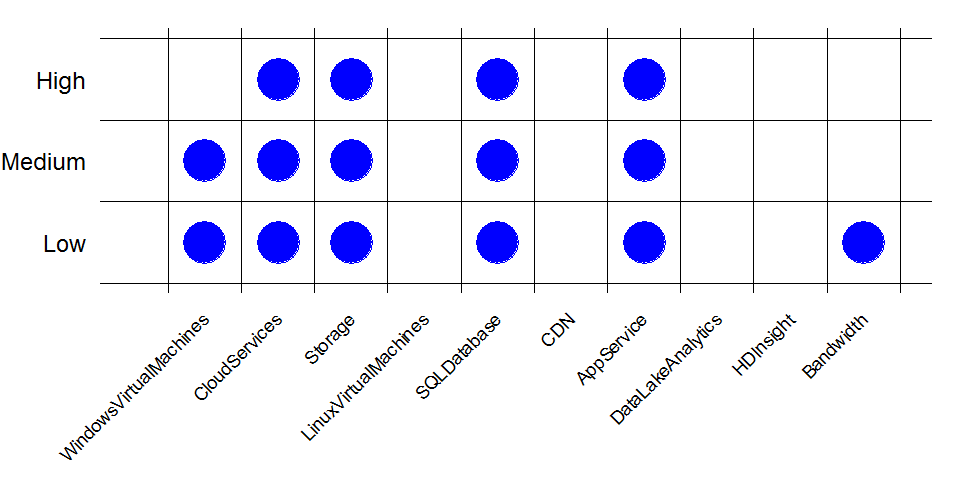 High
Medium
Low
WindowsVirtualMachines
CloudServices
Storage
LinuxVirtualMachines
SQLDatabase
CDN
AppService
DataLakeAnalytics
HDInsight
Bandwidth